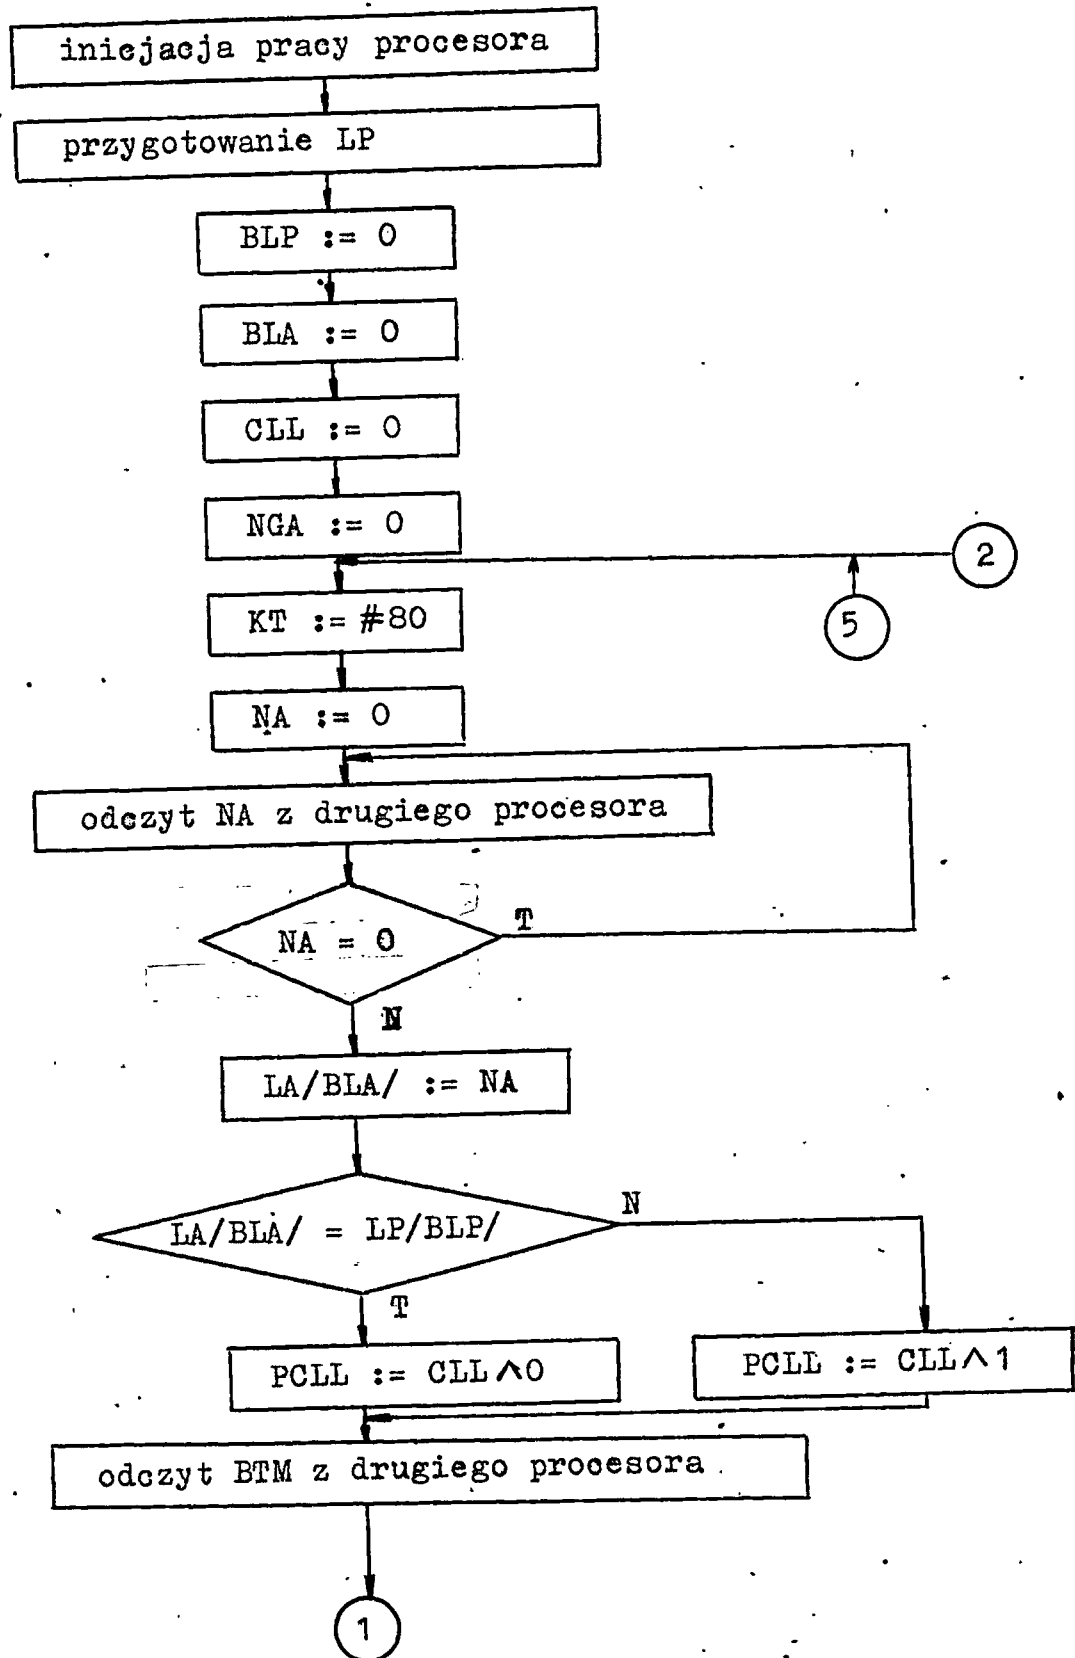 inicjacja pracy procesora
przygotowanie LP
BLP := 0
BLA := 0
CLL := 0
NGA := 0
2
KT := #80
5
NA := 0
odczyt NA z drugiego procesora
NA = 0
T
N
LA/BLA/ := NA
LA/BLA/ = LP/BLP/
N
T
PCLL := CLL∧0
PCLL := CLL∧1
odczyt BTM z drugiego procesora
1